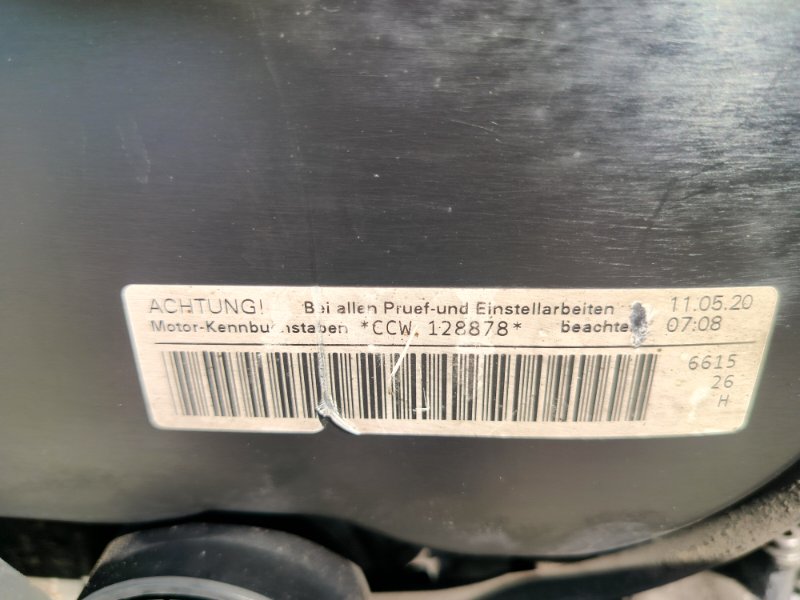 ACHTUNG! Bei allen Pruef-und Einstellarbeiten 11.05.20
Motor-Kennbuchstaben *CCW 128878* beachten 07:08
6615
26
H